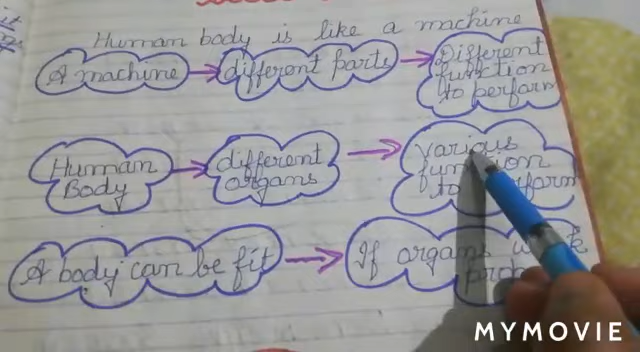 Human body is like a machine
A machine different parts Different
function
to perform
Human
Body
different
organs
various
function
to
A body can be fit If organs
MYMOVIE